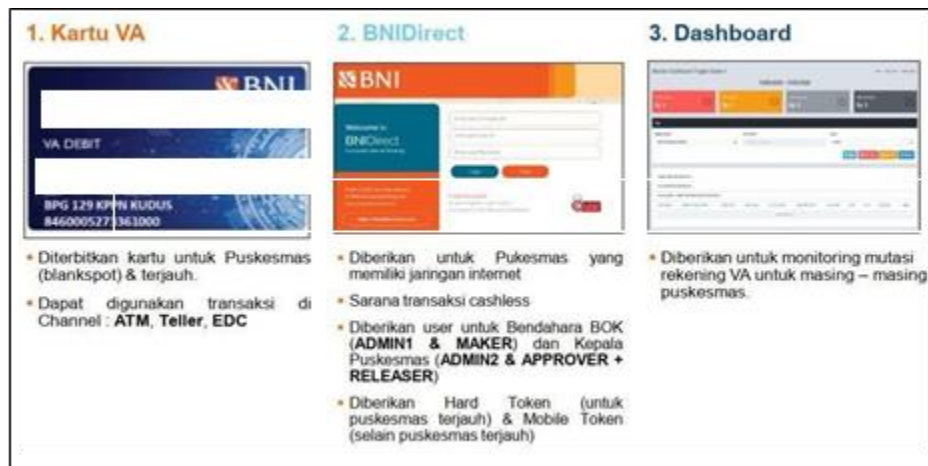 1. Kartu VA
BNI
VA DEBIT
BPG 129 KPPN KUDUS
8460005273361000
• Diterbitkan kartu untuk Puskesmas
(blankspot) & terjauh.
• Dapat digunakan transaksi di
Channel : ATM, Teller, EDC
2. BNIDirect
BNI
Welcome to
BNIDirect
• Diberikan untuk Pukesmas yang
memiliki jaringan internet
• Sarana transaksi cashless
• Diberikan user untuk Bendahara BOK
(ADMIN1 & MAKER) dan Kepala
Puskesmas (ADMIN2 & APPROVER +
RELEASER)
• Diberikan Hard Token (untuk
puskesmas terjauh) & Mobile Token
(selain puskesmas terjauh)
3. Dashboard
• Diberikan untuk monitoring mutasi
rekening VA untuk masing – masing
puskesmas.